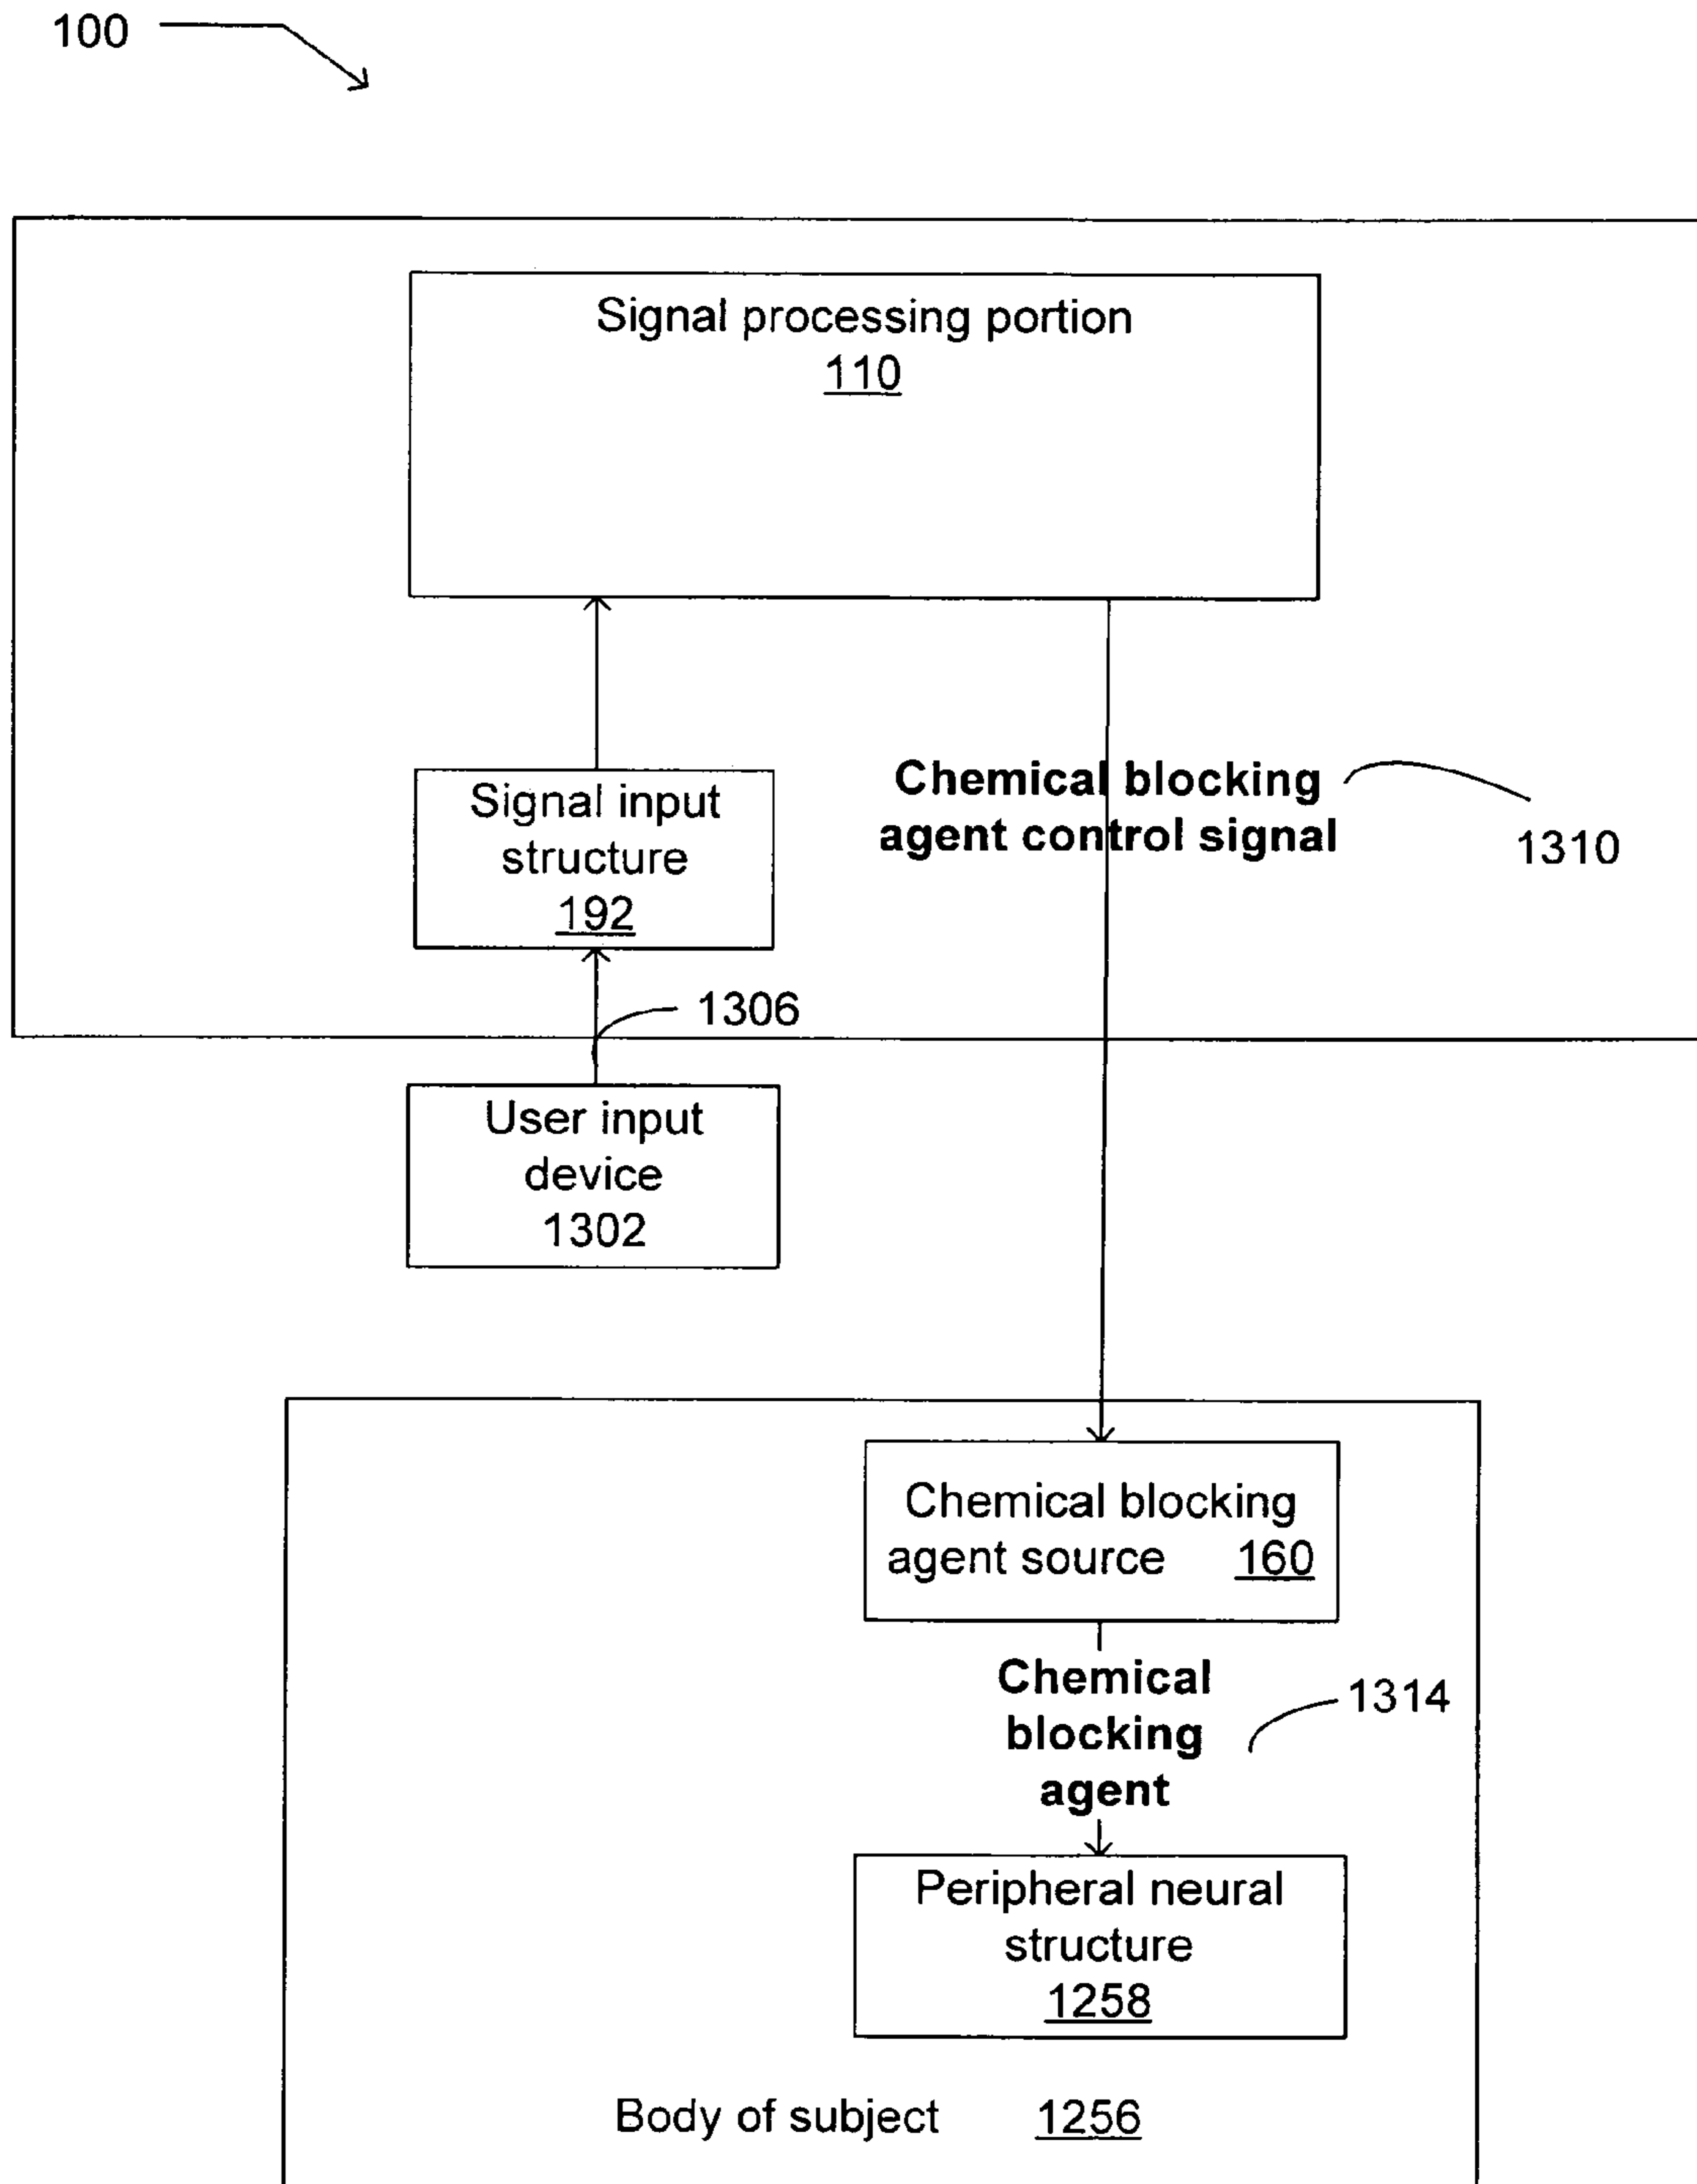 100
Signal processing portion
110
Chemical blocking
agent control signal
1310
Signal input
structure
192
1306
User input
device
1302
Chemical blocking
agent source 160
Chemical
blocking
agent
1314
Peripheral neural
structure
1258
Body of subject 1256